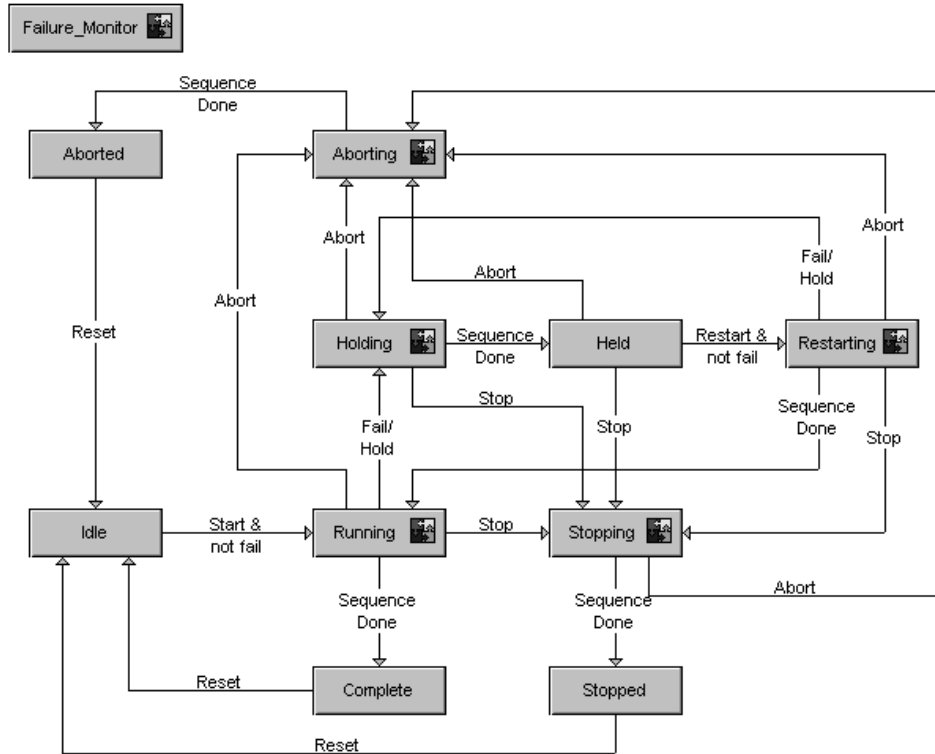 Failure_Monitor
Sequence
Done
Aborted
Aborting
Abort
Abort
Fail/
Hold
Abort
Abort
Reset
Holding
Sequence
Done
Held
Restart &
not fail
Restarting
Stop
Sequence
Done
Fail/
Hold
Stop
Stop
Idle
Start &
not fail
Running
Stop
Stopping
Abort
Sequence
Done
Sequence
Done
Reset
Complete
Stopped
Reset